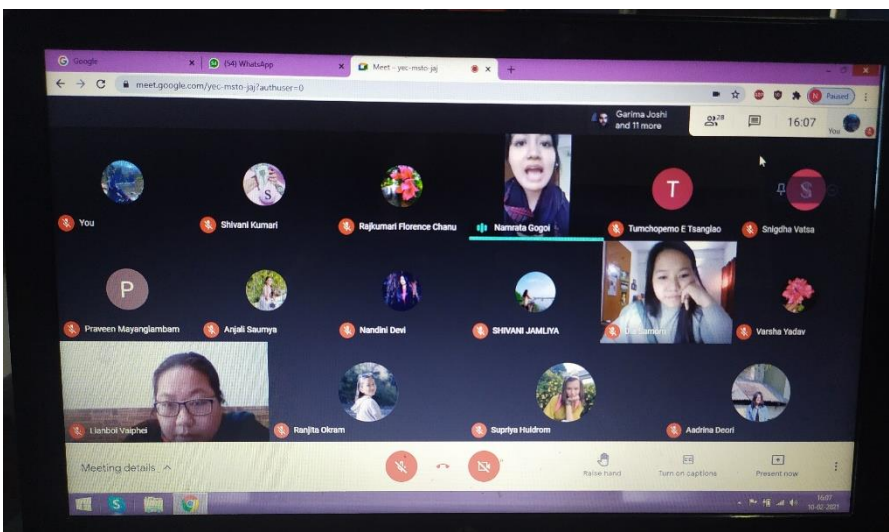 Google
(54) WhatsApp
Meet - yec-msto-jaj
meet.google.com/yec-msto-jaj?authuser=0
N
Paused
Garima Joshi
and 11 more
28
16:07
You
You
S
Shivani Kumari
Rajkumari Florence Chanu
Namrata Gogoi
T
Tumchopemo E Tsanglao
S
Snigdha Vatsa
P
Praveen Mayanglambam
Anjali Saumya
Nandini Devi
SHIVANI JAMLIYA
Varsha Yadav
Lianboi Vaiphei
Ranjita Okram
Supriya Huidrom
Aadrina Deori
Meeting details
Raise hand
Turn on captions
Present now
S
16:07
10-02-2021